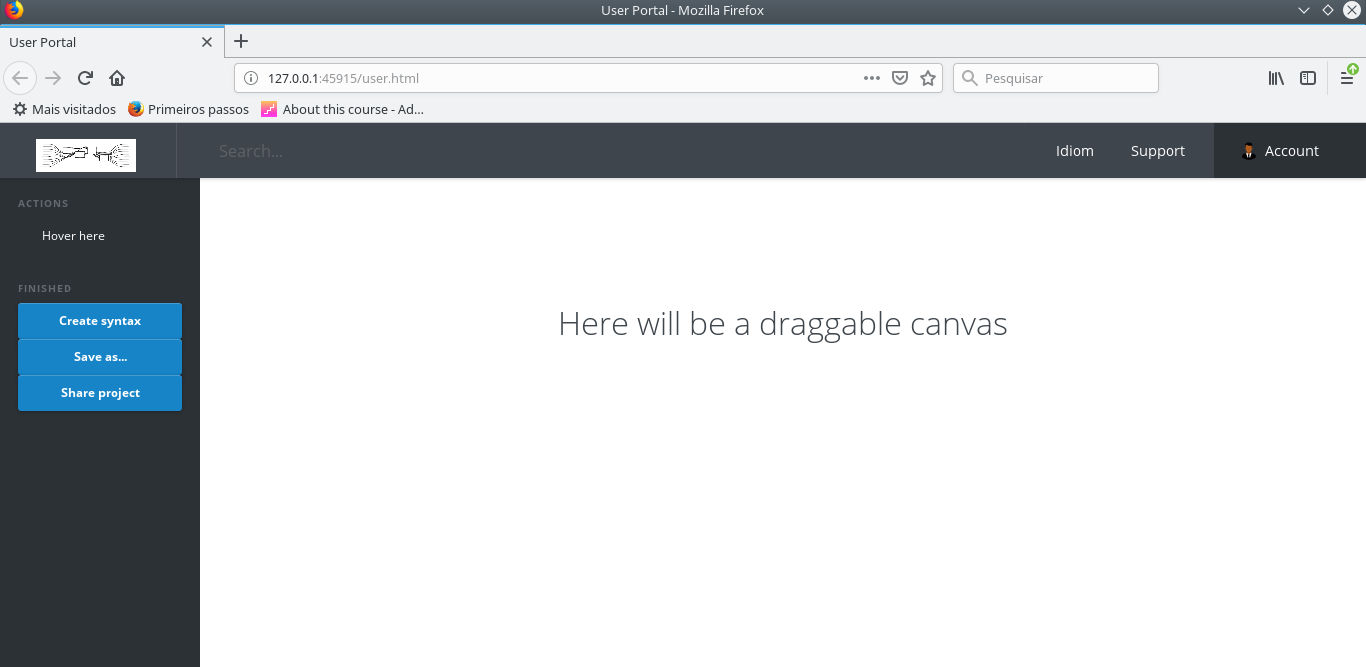 User Portal - Mozilla Firefox
User Portal
127.0.0.1:45915/user.html
Pesquisar
Mais visitados
Primeiros passos
About this course - Ad...
Search...
Idiom
Support
Account
ACTIONS
Hover here
FINISHED
Create syntax
Save as...
Share project
Here will be a draggable canvas